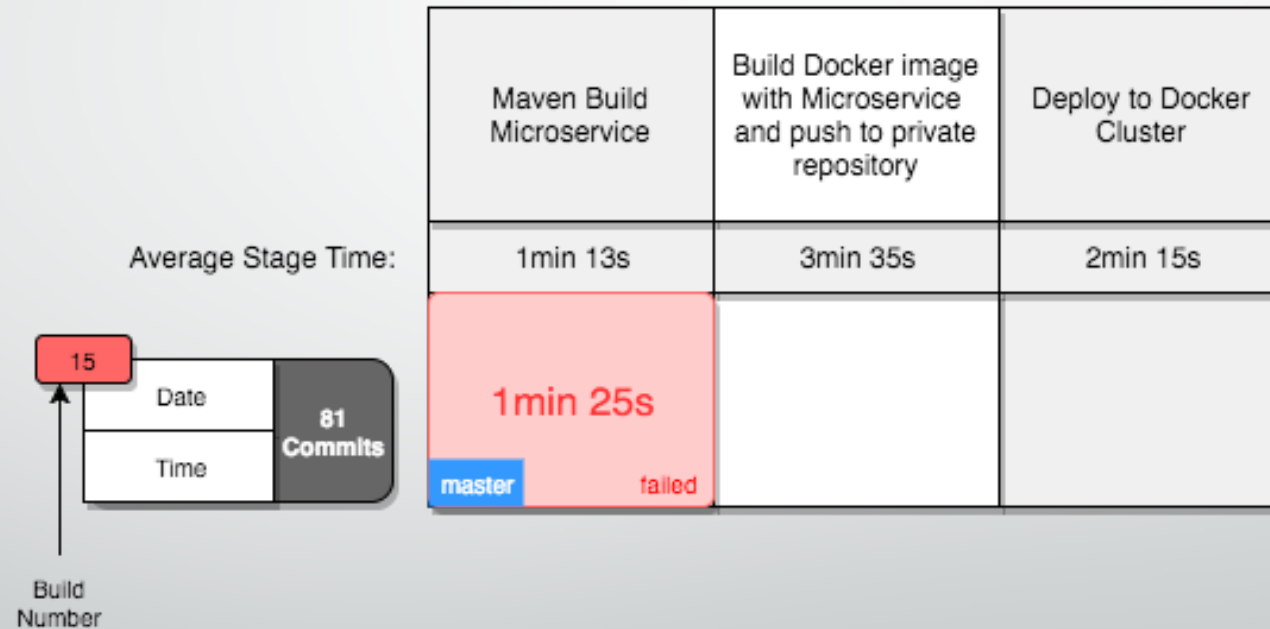 Maven Build
Microservice
Build Docker image
with Microservice
and push to private
repository
Deploy to Docker
Cluster
Average Stage Time:
1min 13s
3min 35s
2min 15s
15
Date
Time
81
Commits
1min 25s
master
failed
Build
Number